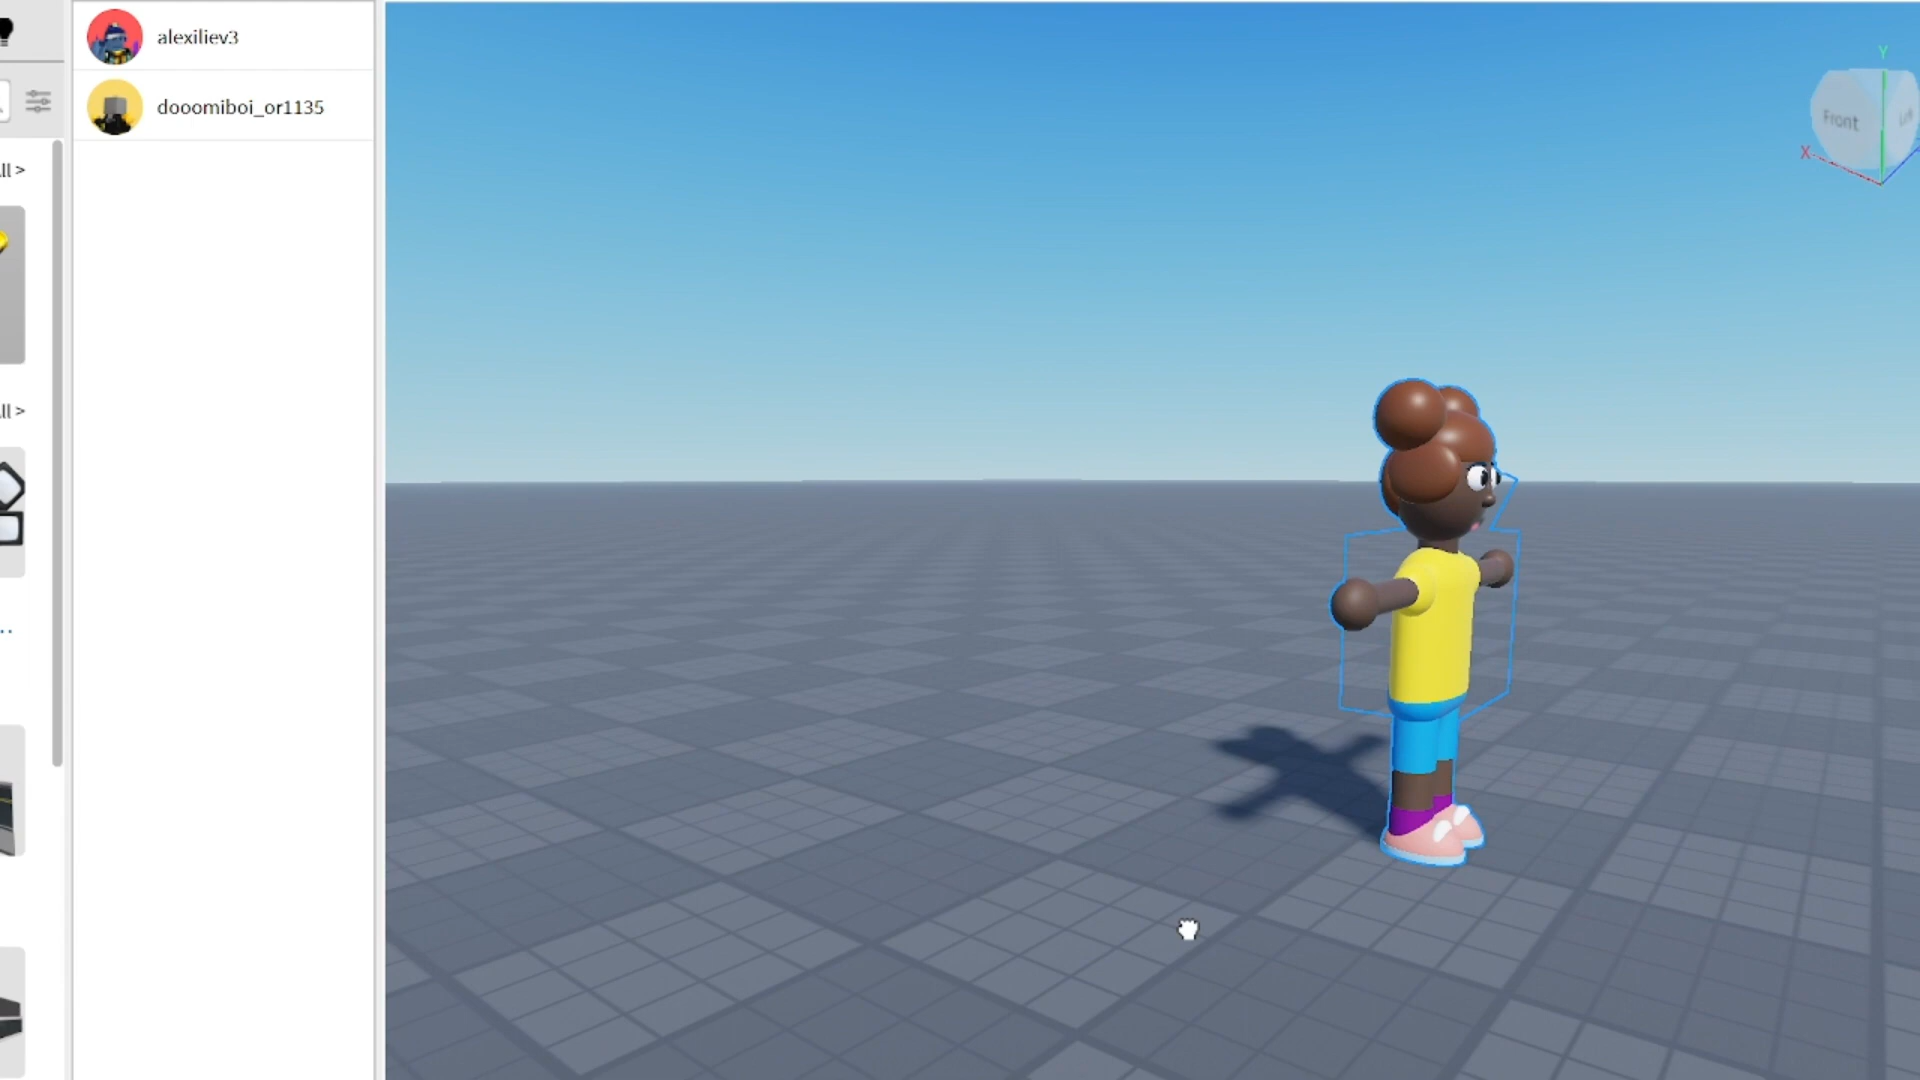 alexiliev3
dooomiboi_or1135
ll >
ll >
Y
Front
X